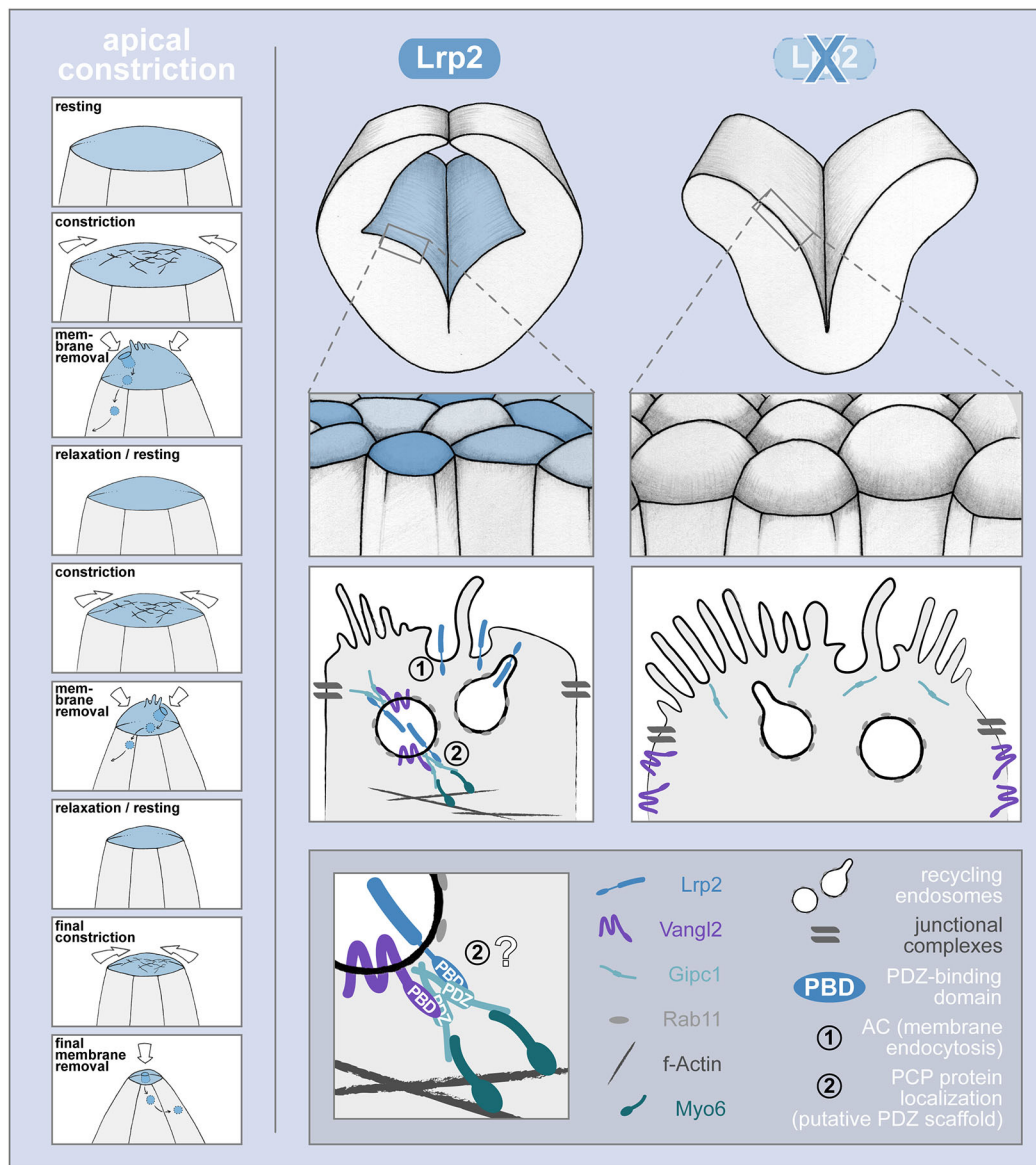 apical
constriction
resting
constriction
mem-
brane
removal
relaxation / resting
constriction
mem-
brane
removal
relaxation / resting
final
constriction
final
membrane
removal
Lrp2
Lrp2
1
2
2 ?
PBD
PDZ
PBD
PDZ
Lrp2
Vangl2
Gipc1
Rab11
f-Actin
Myo6
recycling
endosomes
junctional
complexes
PBD
PDZ-binding
domain
1
AC (membrane
endocytosis)
2
PCP protein
localization
(putative PDZ scaffold)